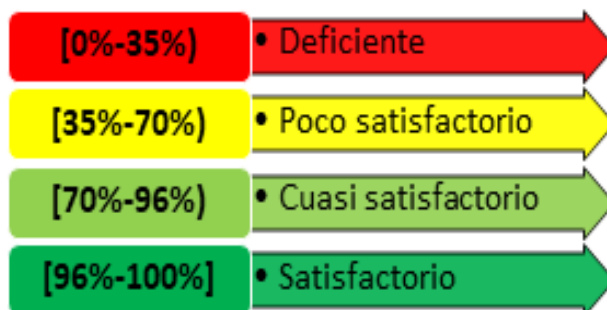 [0%-35%) • Deficiente
[35%-70%) • Poco satisfactorio
[70%-96%) • Cuasi satisfactorio
[96%-100%] • Satisfactorio